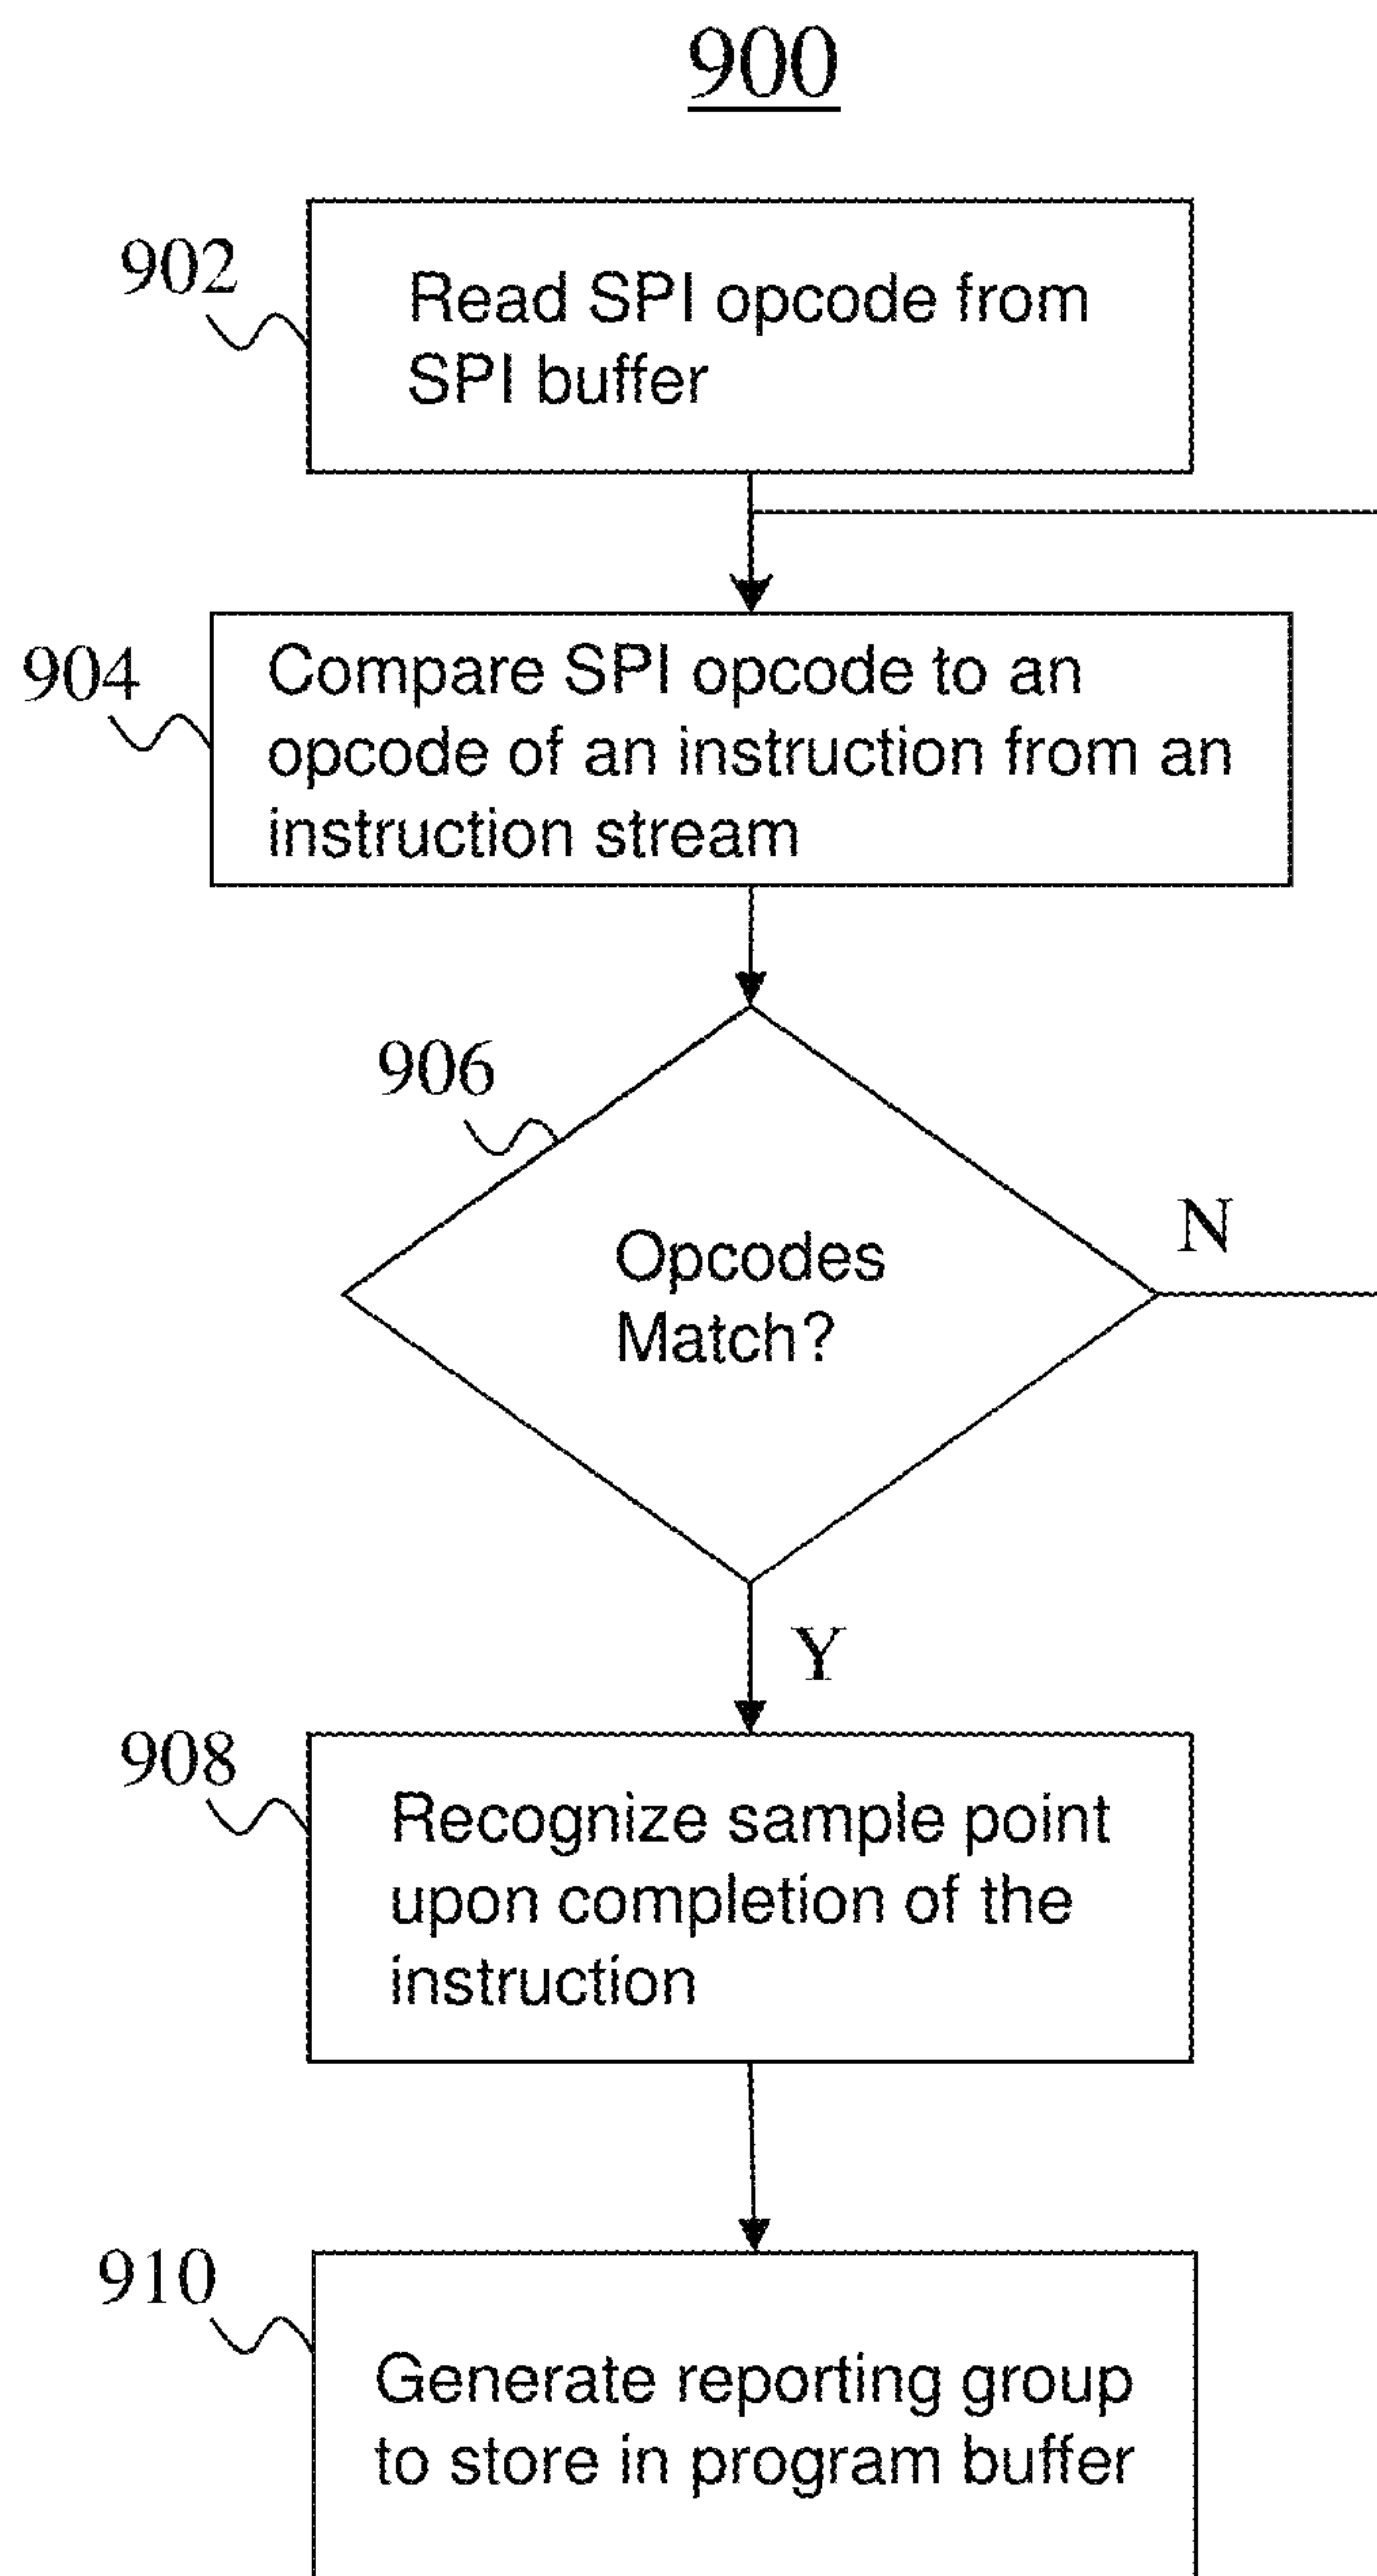 900
902
Read SPI opcode from
SPI buffer
904
Compare SPI opcode to an
opcode of an instruction from an
instruction stream
906
Opcodes
Match?
N
Y
908
Recognize sample point
upon completion of the
instruction
910
Generate reporting group
to store in program buffer